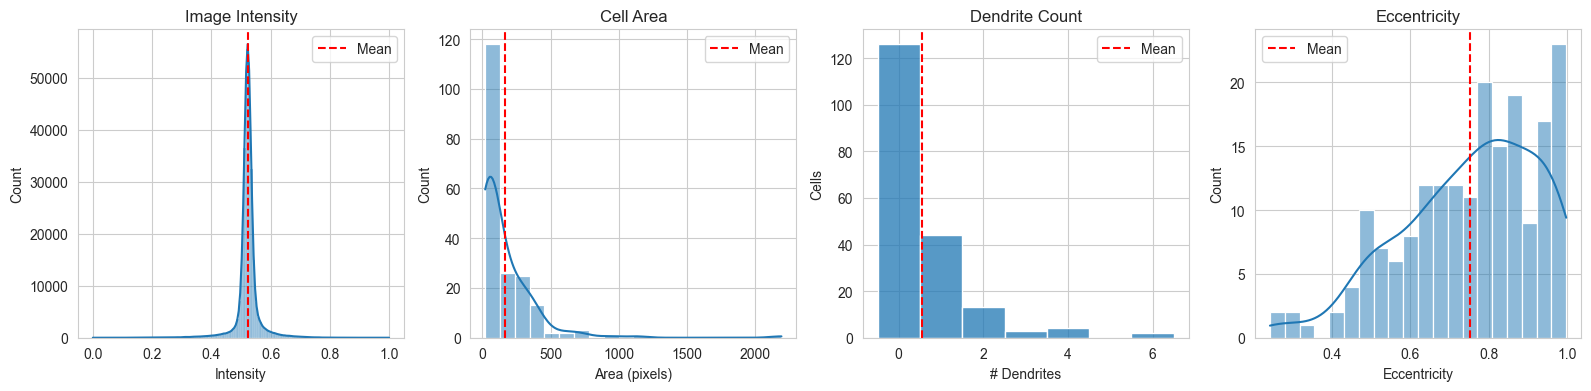 Image Intensity
Mean
50000
40000
30000
20000
10000
0
Count
0.0 0.2 0.4 0.6 0.8 1.0
Intensity
Cell Area
Mean
120
100
80
60
40
20
0
Count
0 500 1000 1500 2000
Area (pixels)
Dendrite Count
Mean
120
100
80
60
40
20
0
Cells
0 2 4 6
# Dendrites
Eccentricity
Mean
20
15
10
5
0
Count
0.4 0.6 0.8 1.0
Eccentricity